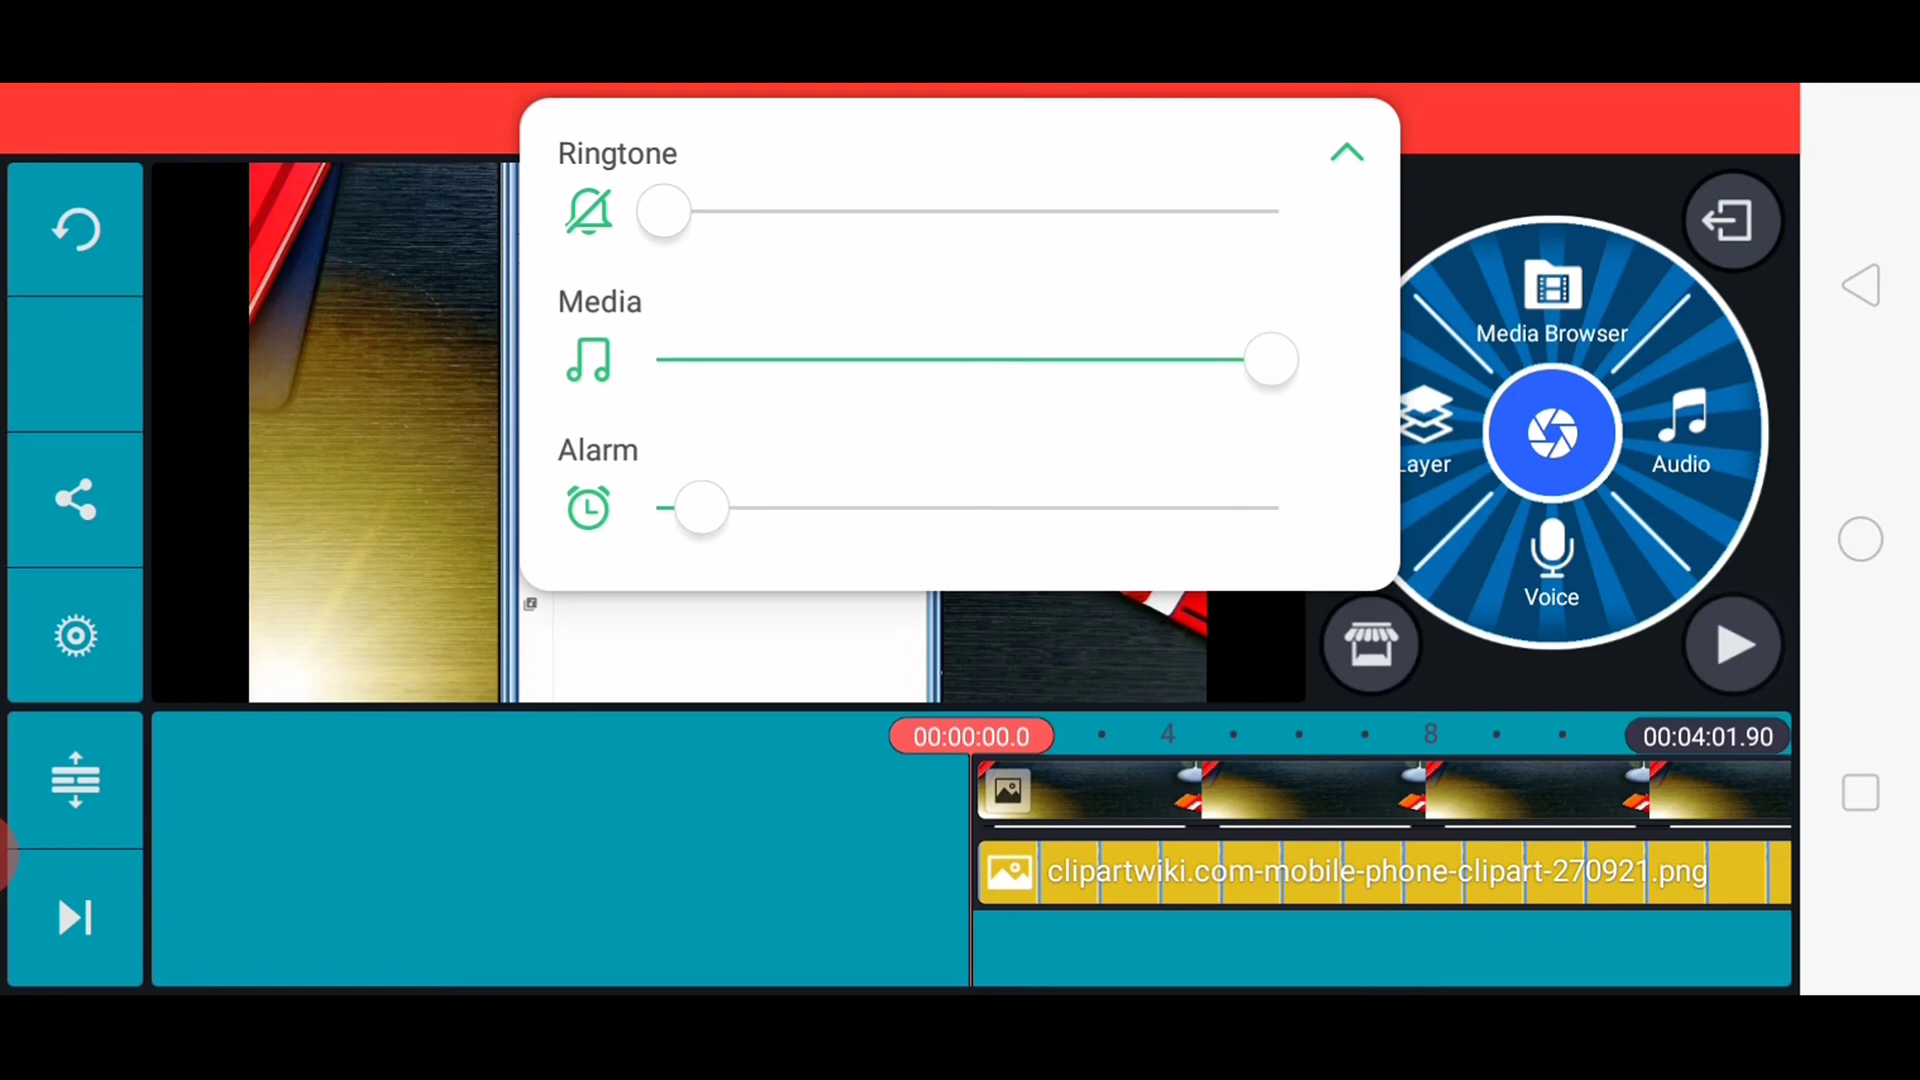 Ringtone
Media
Alarm
Media Browser
Layer
Audio
Voice
00:00:00.0
4
8
00:04:01.90
clipartwiki.com-mobile-phone-clipart-270921.png